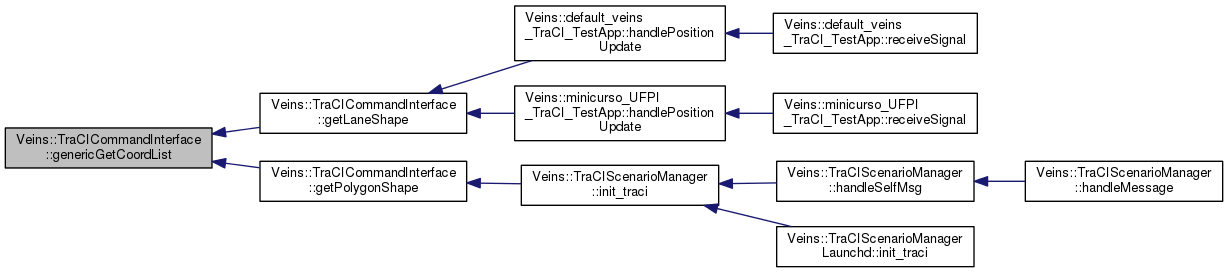 Veins::TraCICommandInterface
::genericGetCoordList
Veins::TraCICommandInterface
::getLaneShape
Veins::default_veins
_TraCI_TestApp::handlePosition
Update
Veins::default_veins
_TraCI_TestApp::receiveSignal
Veins::minicurso_UFPI
_TraCI_TestApp::handlePosition
Update
Veins::minicurso_UFPI
_TraCI_TestApp::receiveSignal
Veins::TraCICommandInterface
::getPolygonShape
Veins::TraCIScenarioManager
::init_traci
Veins::TraCIScenarioManager
::handleSelfMsg
Veins::TraCIScenarioManager
::handleMessage
Veins::TraCIScenarioManager
Launchd::init_traci